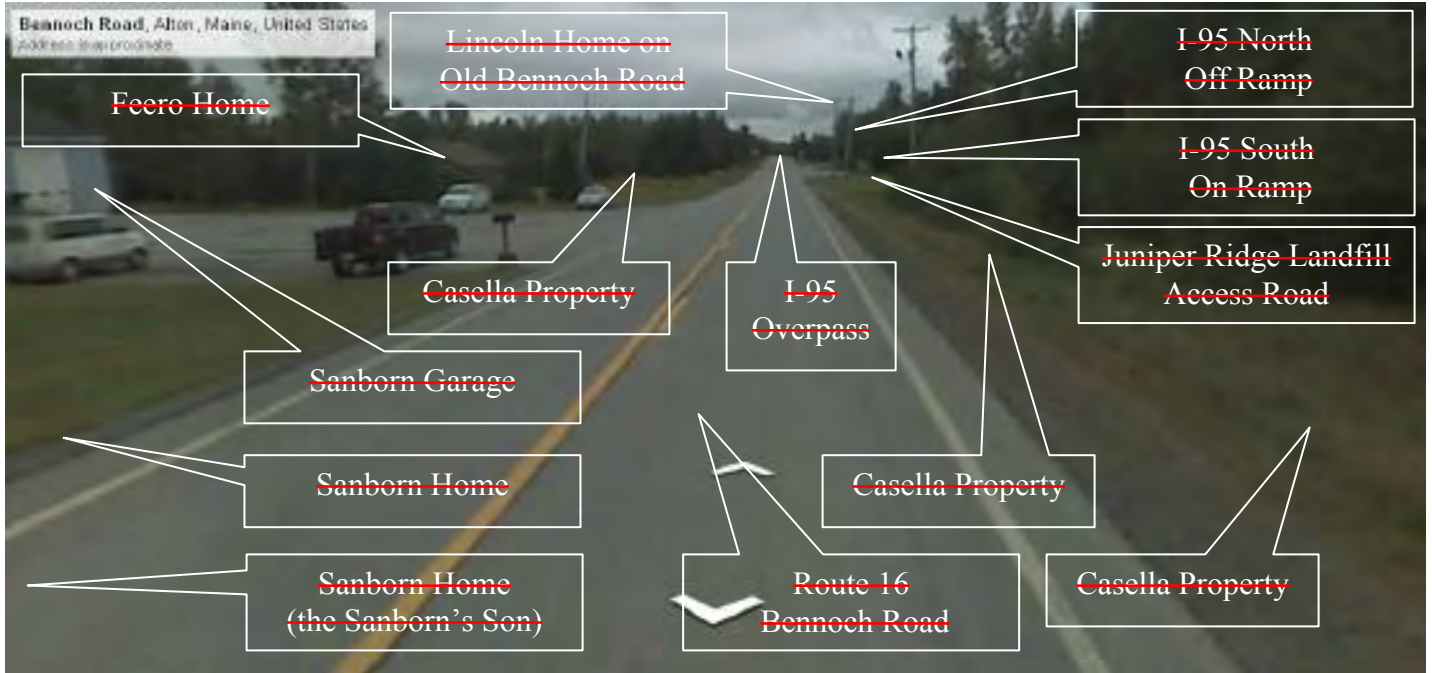 Bennoch Road, Alton, Maine, United States
Address is approximate
Lincoln Home on
Old Bennoch Road
I-95 North
Off Ramp
Feero Home
I-95 South
On Ramp
Juniper Ridge Landfill
Access Road
Casella Property
I-95
Overpass
Sanborn Garage
Sanborn Home
Casella Property
Sanborn Home
(the Sanborn’s Son)
Route 16
Bennoch Road
Casella Property